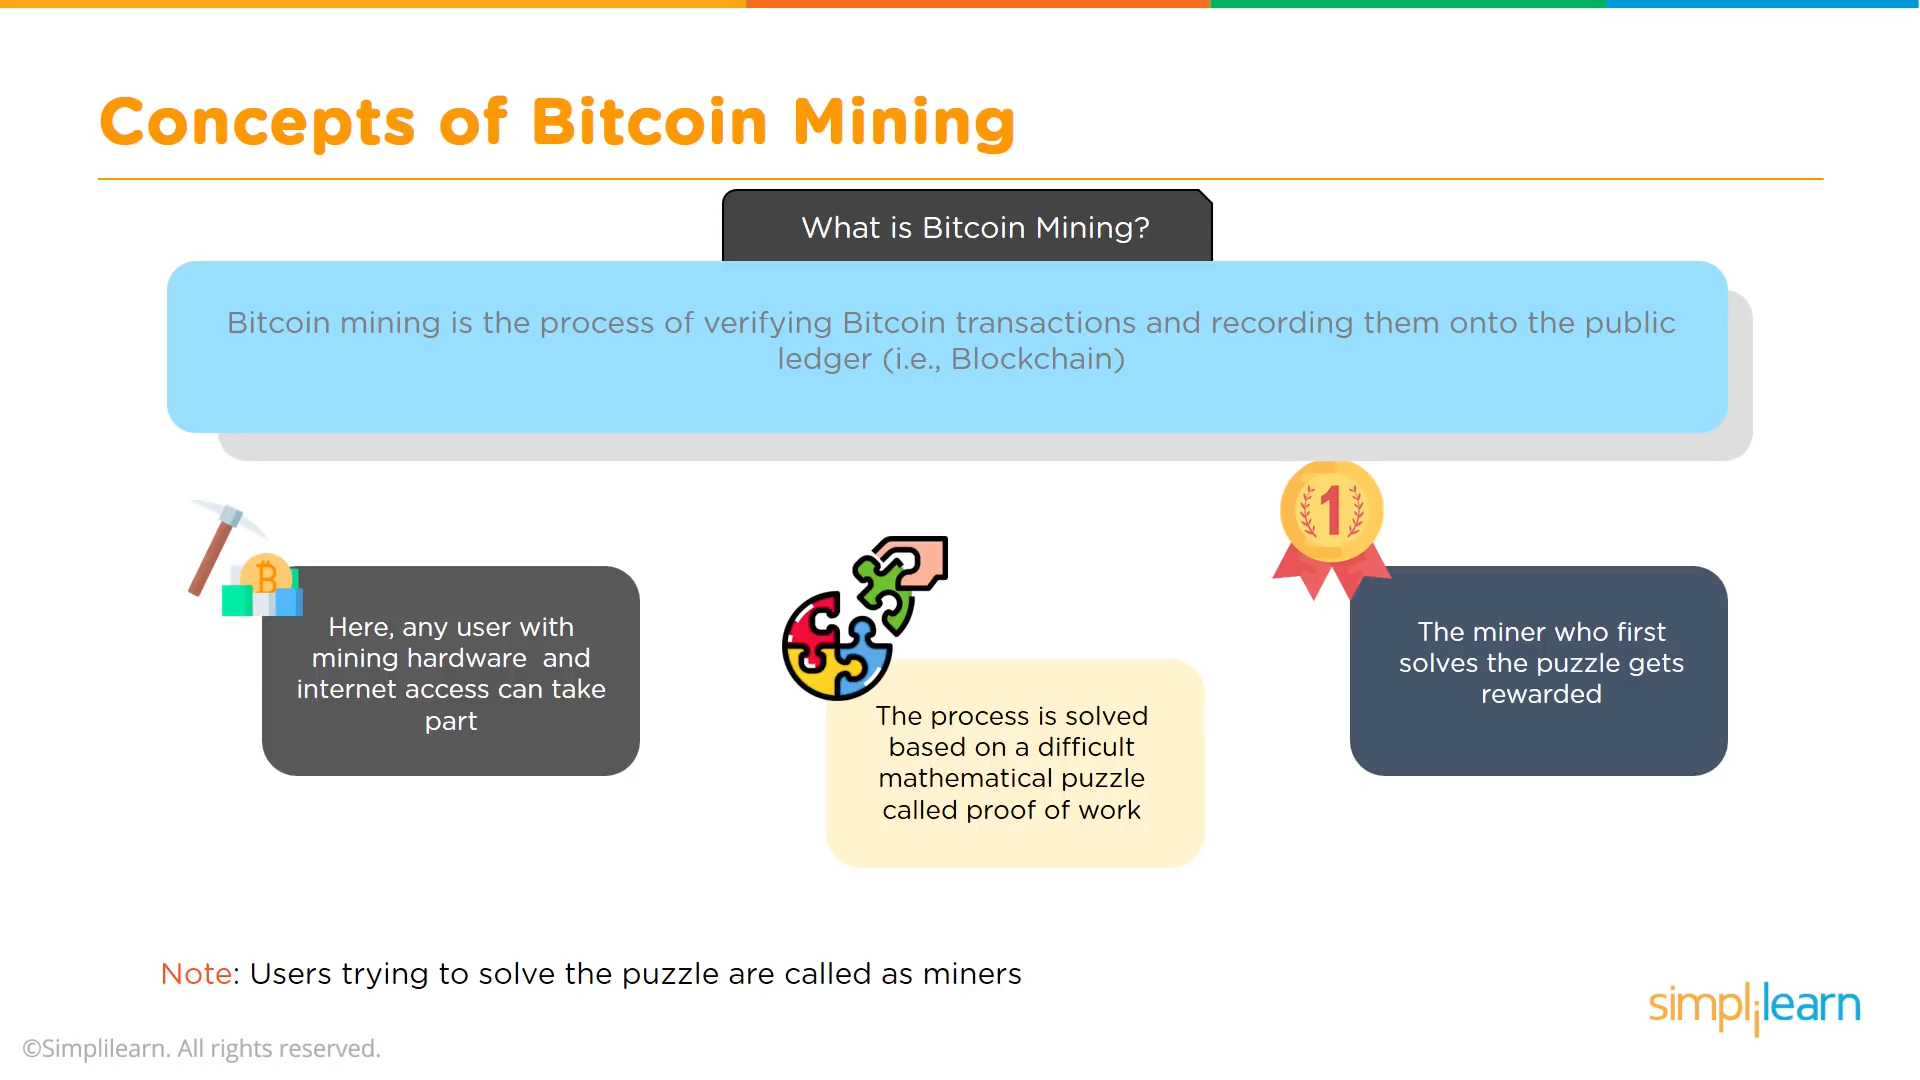 Concepts of Bitcoin Mining
What is Bitcoin Mining?
Bitcoin mining is the process of verifying Bitcoin transactions and recording them onto the public
ledger (i.e., Blockchain)
1
Here, any user with
mining hardware  and
internet access can take
part
The process is solved
based on a difficult
mathematical puzzle
called proof of work
The miner who first
solves the puzzle gets
rewarded
Note: Users trying to solve the puzzle are called as miners
simplilearn
©Simplilearn. All rights reserved.